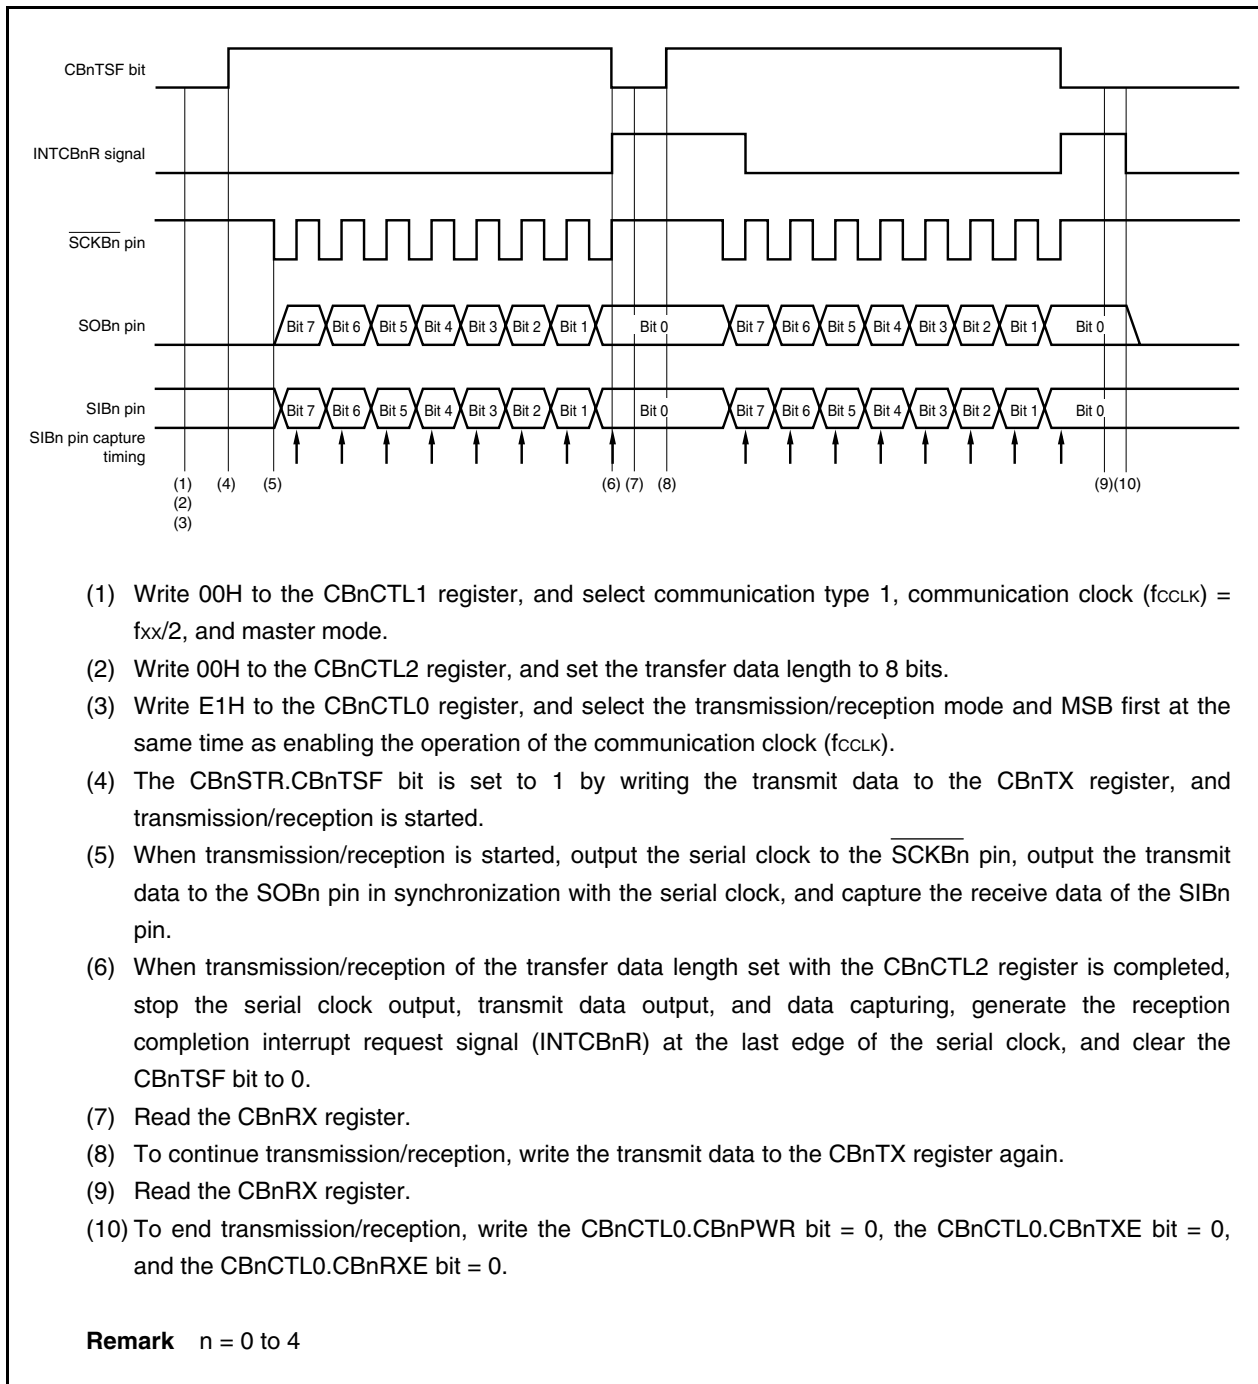 CBnTSF bit
INTCBnR signal
SCKBn pin
SOBn pin
Bit 7 Bit 6 Bit 5 Bit 4 Bit 3 Bit 2 Bit 1 Bit 0 Bit 7 Bit 6 Bit 5 Bit 4 Bit 3 Bit 2 Bit 1 Bit 0
SIBn pin
Bit 7 Bit 6 Bit 5 Bit 4 Bit 3 Bit 2 Bit 1 Bit 0 Bit 7 Bit 6 Bit 5 Bit 4 Bit 3 Bit 2 Bit 1 Bit 0
SIBn pin capture
timing
(1) (4) (5) (6) (7) (8) (9) (10)
(2)
(3)
(1) Write 00H to the CBnCTL1 register, and select communication type 1, communication clock (fCCLK) =
fxx/2, and master mode.
(2) Write 00H to the CBnCTL2 register, and set the transfer data length to 8 bits.
(3) Write E1H to the CBnCTL0 register, and select the transmission/reception mode and MSB first at the
same time as enabling the operation of the communication clock (fCCLK).
(4) The CBnSTR.CBnTSF bit is set to 1 by writing the transmit data to the CBnTX register, and
transmission/reception is started.
(5) When transmission/reception is started, output the serial clock to the SCKBn pin, output the transmit
data to the SOBn pin in synchronization with the serial clock, and capture the receive data of the SIBn
pin.
(6) When transmission/reception of the transfer data length set with the CBnCTL2 register is completed,
stop the serial clock output, transmit data output, and data capturing, generate the reception
completion interrupt request signal (INTCBnR) at the last edge of the serial clock, and clear the
CBnTSF bit to 0.
(7) Read the CBnRX register.
(8) To continue transmission/reception, write the transmit data to the CBnTX register again.
(9) Read the CBnRX register.
(10) To end transmission/reception, write the CBnCTL0.CBnPWR bit = 0, the CBnCTL0.CBnTXE bit = 0,
and the CBnCTL0.CBnRXE bit = 0.
Remark n = 0 to 4